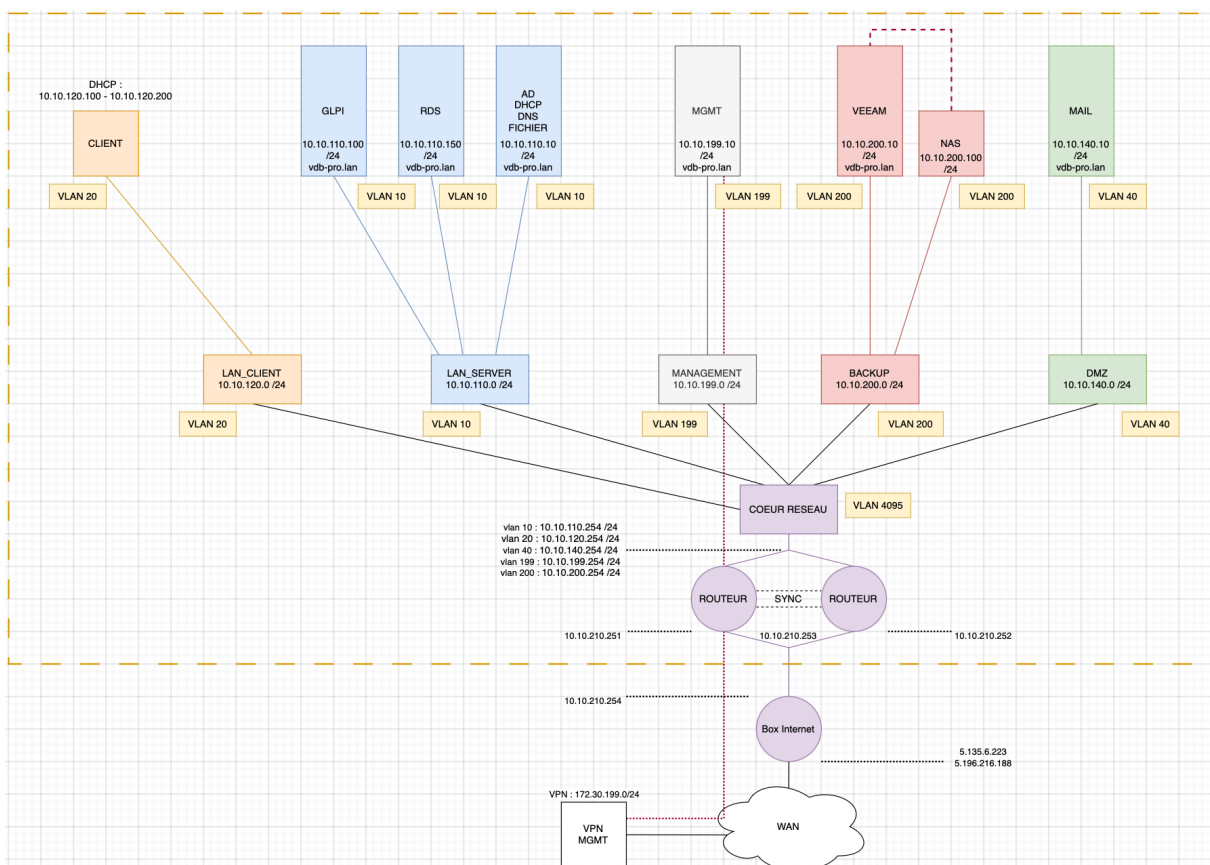 DHCP :
10.10.120.100 - 10.10.120.200
CLIENT
VLAN 20
GLPI
10.10.110.100
/24
vdb-pro.lan
VLAN 10
RDS
10.10.110.150
/24
vdb-pro.lan
VLAN 10
AD
DHCP
DNS
FICHIER
10.10.110.10
/24
vdb-pro.lan
VLAN 10
MGMT
10.10.199.10
/24
vdb-pro.lan
VLAN 199
VEEAM
10.10.200.10
/24
vdb-pro.lan
VLAN 200
NAS
10.10.200.100
/24
VLAN 200
MAIL
10.10.140.10
/24
vdb-pro.lan
VLAN 40
LAN_CLIENT
10.10.120.0 /24
VLAN 20
LAN_SERVER
10.10.110.0 /24
VLAN 10
MANAGEMENT
10.10.199.0 /24
VLAN 199
BACKUP
10.10.200.0 /24
VLAN 200
DMZ
10.10.140.0 /24
VLAN 40
COEUR RESEAU
VLAN 4095
vlan 10 : 10.10.110.254 /24
vlan 20 : 10.10.120.254 /24
vlan 40 : 10.10.140.254 /24
vlan 199 : 10.10.199.254 /24
vlan 200 : 10.10.200.254 /24
ROUTEUR
SYNC
ROUTEUR
10.10.210.251
10.10.210.253
10.10.210.252
10.10.210.254
Box Internet
5.135.6.223
5.196.216.188
VPN : 172.30.199.0/24
VPN
MGMT
WAN